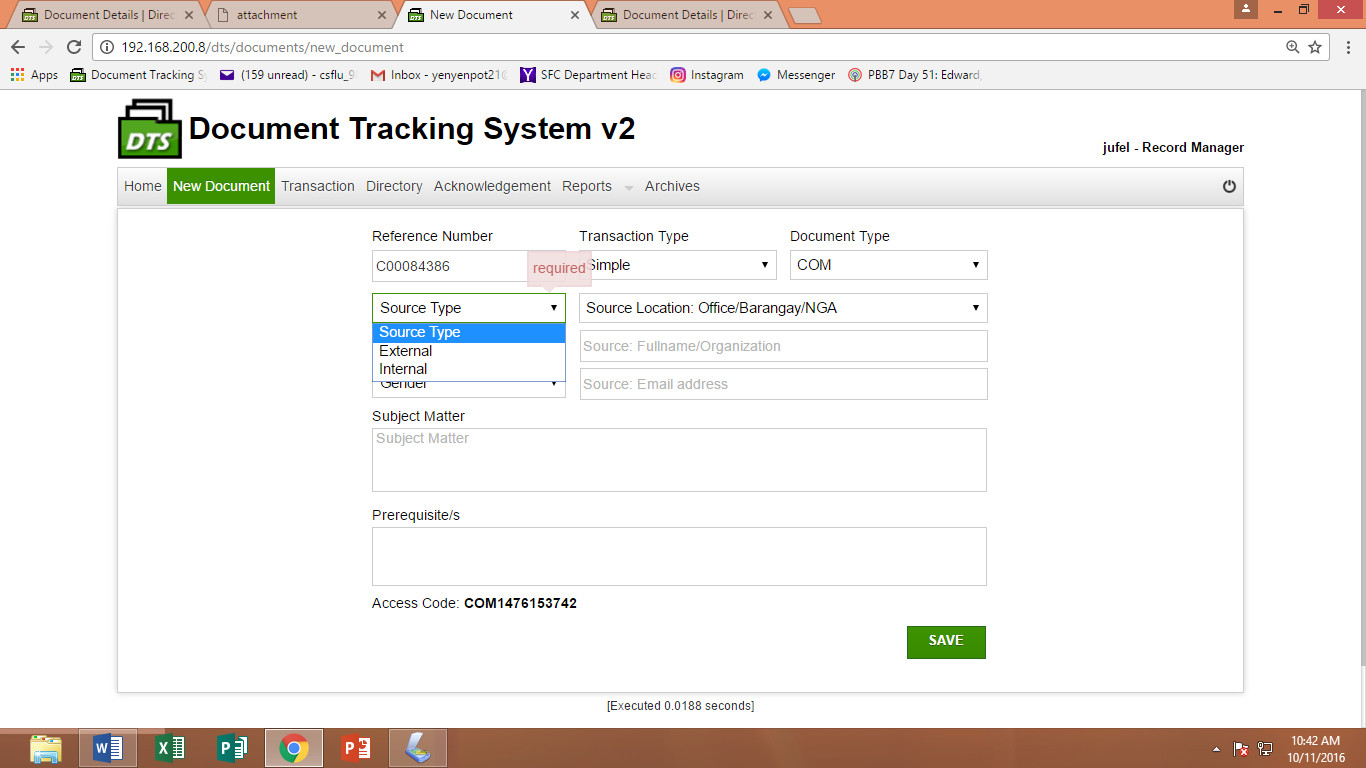 Document Details | Direc
attachment
New Document
Document Details | Direc
192.168.200.8/dts/documents/new_document
Apps
Document Tracking S
(159 unread) - csflu_9
Inbox - yenyenpot21@
SFC Department Head
Instagram
Messenger
PBB7 Day 51: Edward,
DTS
Document Tracking System v2
jufel - Record Manager
Home New Document Transaction Directory Acknowledgement Reports Archives
Reference Number Transaction Type Document Type
C00084386 required Simple COM
Source Type Source Location: Office/Barangay/NGA
Source Type
External Source: Fullname/Organization
Internal
Gender Source: Email address
Subject Matter
Subject Matter
Prerequisite/s
Access Code: COM1476153742
SAVE
[Executed 0.0188 seconds]
10:42 AM
10/11/2016